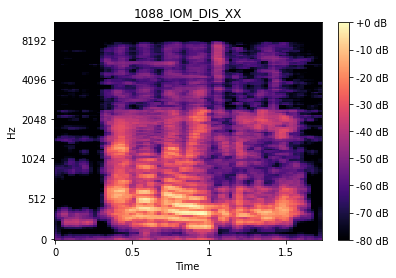 1088_IOM_DIS_XX
+0 dB
8192
-10 dB
4096
-20 dB
-30 dB
2048
Hz
-40 dB
1024
-50 dB
512
-60 dB
-70 dB
0
-80 dB
0
0.5
1
1.5
Time